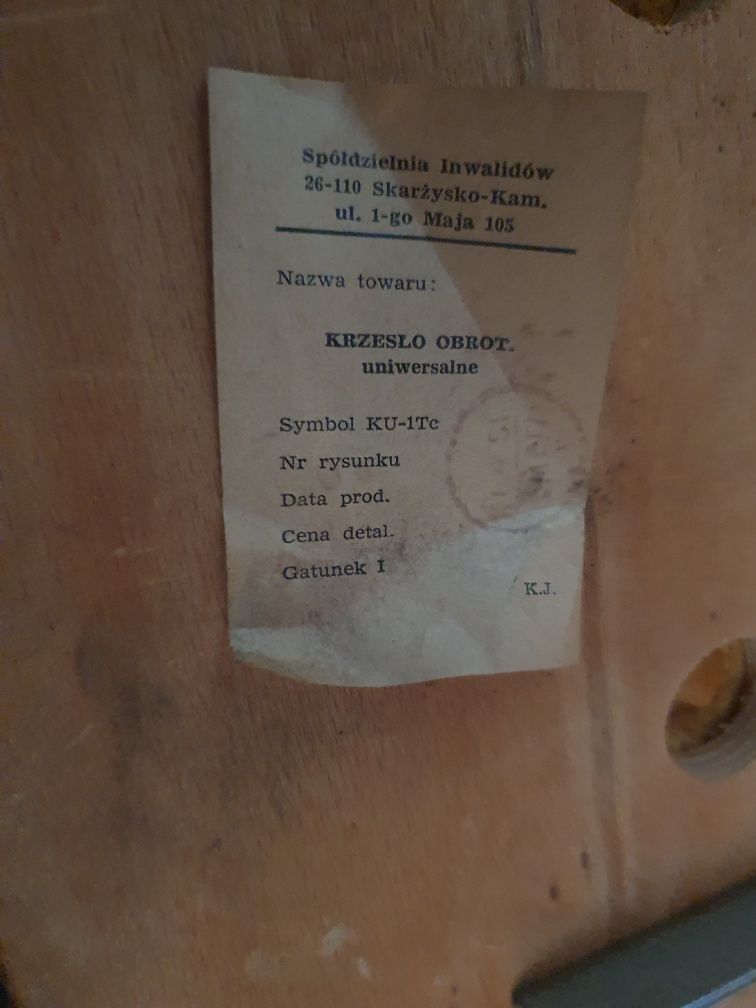 Spółdzielnia Inwalidów
26-110 Skarżysko-Kam.
ul. 1-go Maja 105
Nazwa towaru:
KRZESŁO OBROT.
uniwersalne
Symbol KU-1Tc
Nr rysunku
Data prod.
Cena detal.
Gatunek I
K.J.